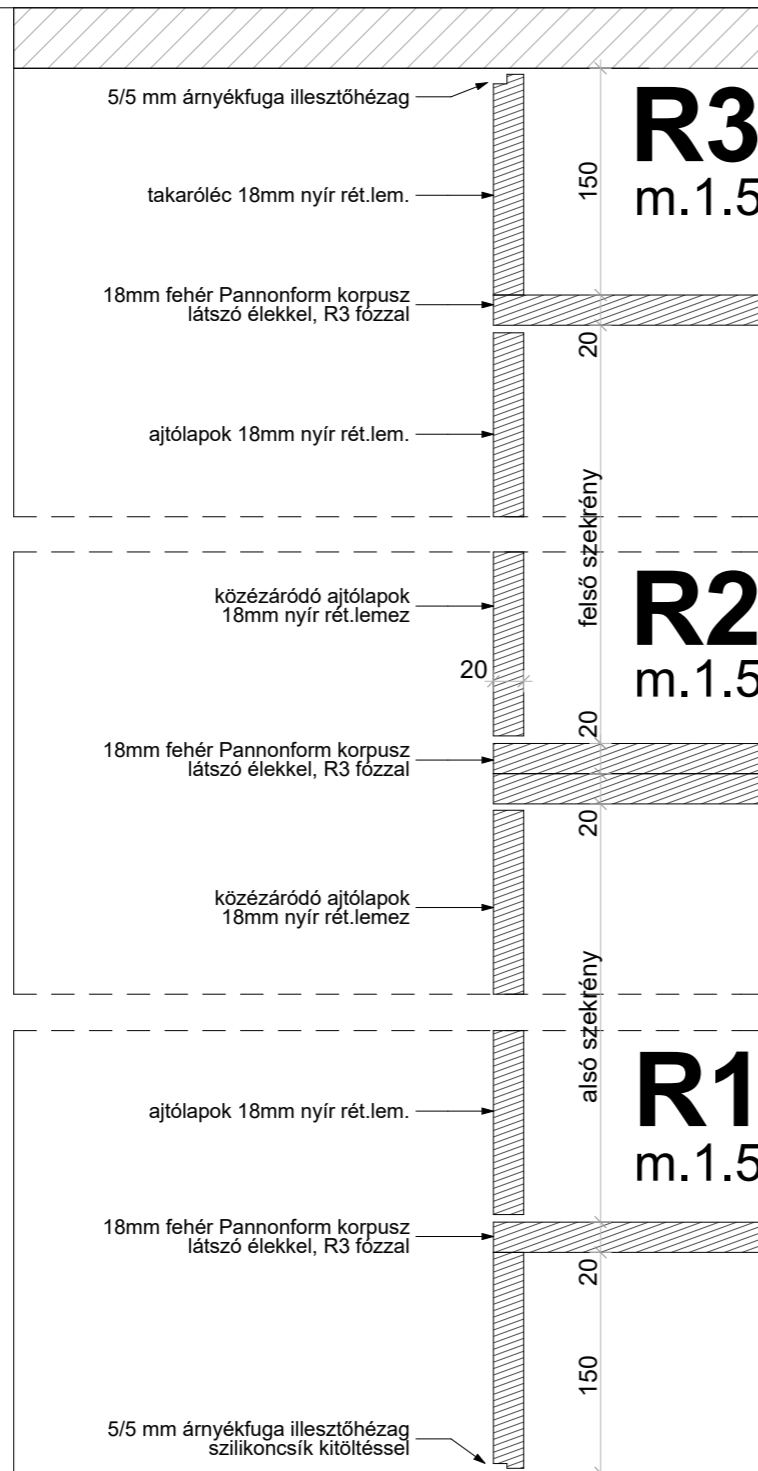 5/5 mm árnyékfuga illesztőhézag
R3
m.1:5
takaróléc 18mm nyír rét.lem.
150
18mm fehér Pannonform korpusz
látszó élekkel, R3 fózzal
20
ajtólapok 18mm nyír rét.lem.
felső szekrény
közézáródó ajtólapok
18mm nyír rét.lemez
R2
m.1:5
20
20
18mm fehér Pannonform korpusz
látszó élekkel, R3 fózzal
20
közézáródó ajtólapok
18mm nyír rét.lemez
alsó szekrény
R1
m.1:5
ajtólapok 18mm nyír rét.lem.
18mm fehér Pannonform korpusz
látszó élekkel, R3 fózzal
20
150
5/5 mm árnyékfuga illesztőhézag
szilikoncsík kitöltéssel